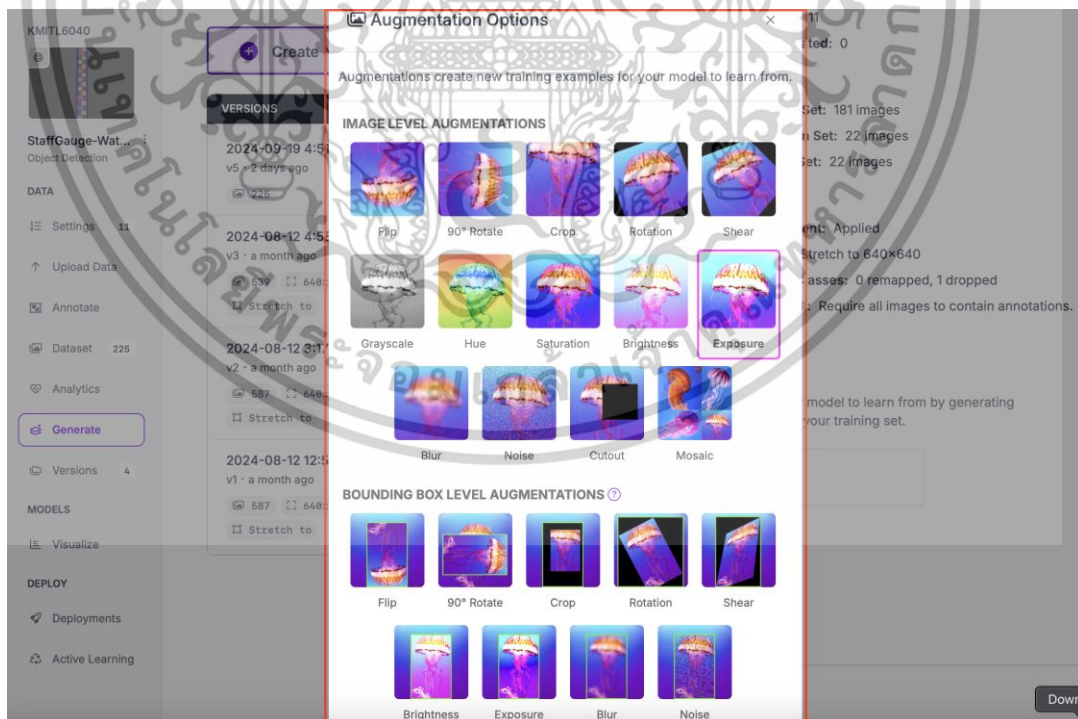 KMITL6040
StaffGauge-Wat...
Object Detection
DATA
Settings 11
Upload Data
Annotate
Dataset 225
Analytics
Generate
Versions 4
MODELS
Visualize
DEPLOY
Deployments
Active Learning
Create
VERSIONS
2024-09-19 4:5
v5 · 2 days ago
225
2024-08-12 4:5
v3 · a month ago
539 640
Stretch to
2024-08-12 3:1
v2 · a month ago
587 640
Stretch to
2024-08-12 12:5
v1 · a month ago
587 640
Stretch to
Augmentation Options
Augmentations create new training examples for your model to learn from.
IMAGE LEVEL AUGMENTATIONS
Flip 90° Rotate Crop Rotation Shear
Grayscale Hue Saturation Brightness Exposure
Blur Noise Cutout Mosaic
BOUNDING BOX LEVEL AUGMENTATIONS
Flip 90° Rotate Crop Rotation Shear
Brightness Exposure Blur Noise
11
ted: 0
Set: 181 images
n Set: 22 images
Set: 22 images
ent: Applied
Stretch to 640×640
asses: 0 remapped, 1 dropped
: Require all images to contain annotations.
model to learn from by generating
your training set.
Down